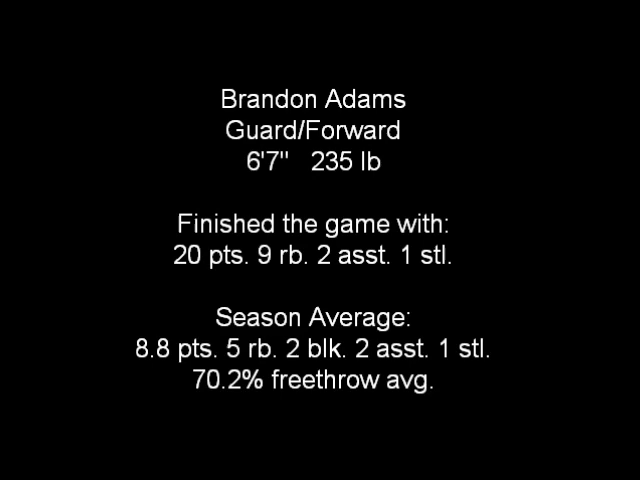 Brandon Adams
Guard/Forward
6'7" 235 lb
Finished the game with:
20 pts. 9 rb. 2 asst. 1 stl.
Season Average:
8.8 pts. 5 rb. 2 blk. 2 asst. 1 stl.
70.2% freethrow avg.